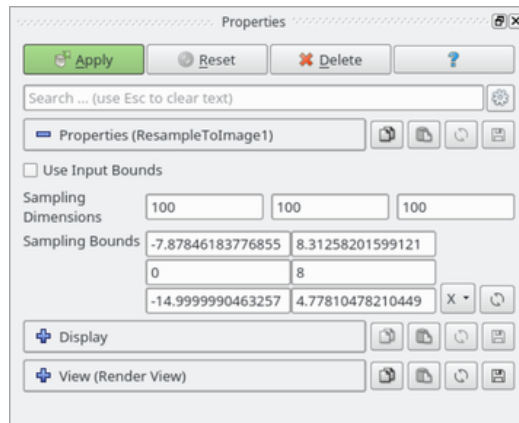 Properties
Apply Reset Delete ?
Search ... (use Esc to clear text)
Properties (ResampleToImage1)
Use Input Bounds
Sampling Dimensions
100 100 100
Sampling Bounds
-7.87846183776855 8.31258201599121
0 8
-14.9999990463257 4.77810478210449 X
Display
View (Render View)